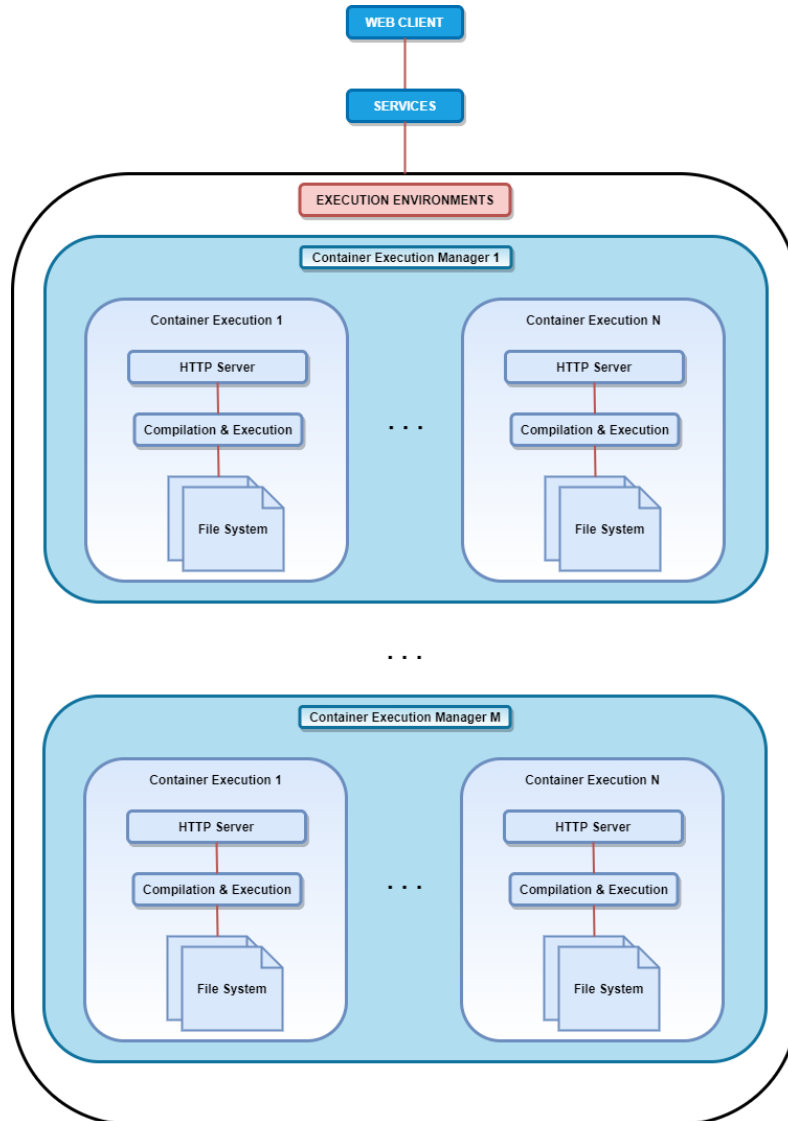 WEB CLIENT
SERVICES
EXECUTION ENVIRONMENTS
Container Execution Manager 1
Container Execution 1
Container Execution N
HTTP Server
HTTP Server
Compilation & Execution
. . .
Compilation & Execution
File System
File System
. . .
Container Execution Manager M
Container Execution 1
Container Execution N
HTTP Server
HTTP Server
Compilation & Execution
. . .
Compilation & Execution
File System
File System